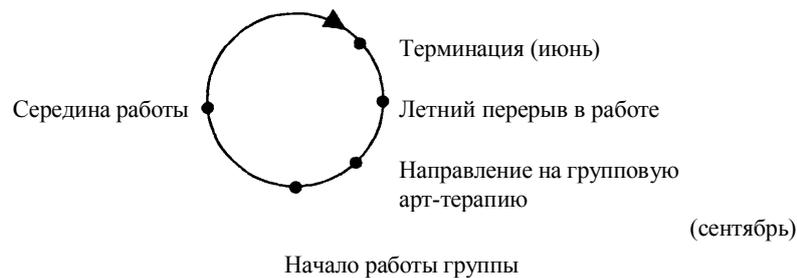 Терминация (июнь)
Середина работы
Летний перерыв в работе
Направление на групповую
арт-терапию
(сентябрь)
Начало работы группы